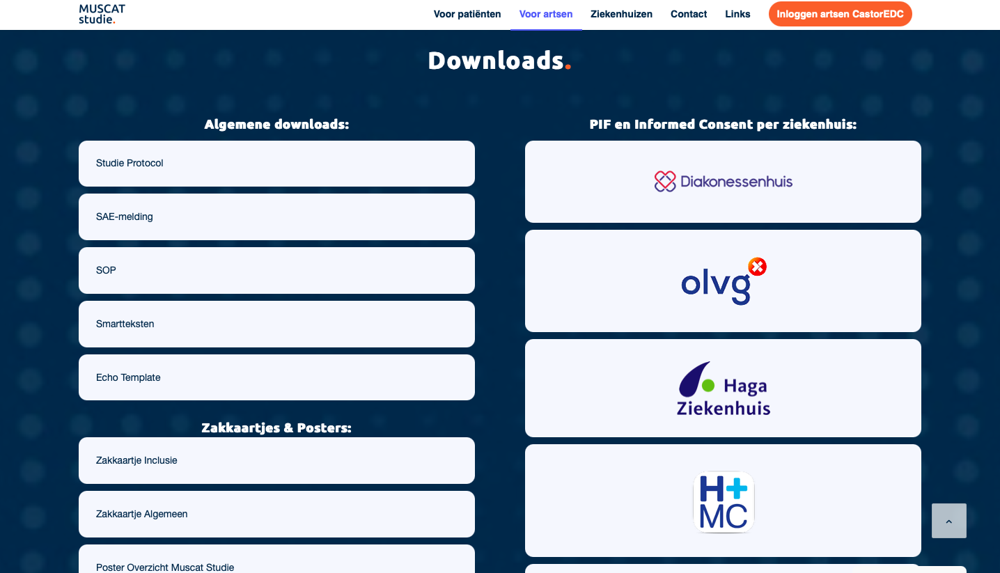 MUSCAT
studie.
Voor patiënten
Voor artsen
Ziekenhuizen
Contact
Links
Inloggen artsen CastorEDC
Downloads.
Algemene downloads:
Studie Protocol
SAE-melding
SOP
Smartteksten
Echo Template
Zakkaartjes & Posters:
Zakkaartje Inclusie
Zakkaartje Algemeen
Poster Overzicht Muscat Studie
PIF en Informed Consent per ziekenhuis:
Diakonessenhuis
olvg
Haga
Ziekenhuis
H+
MC